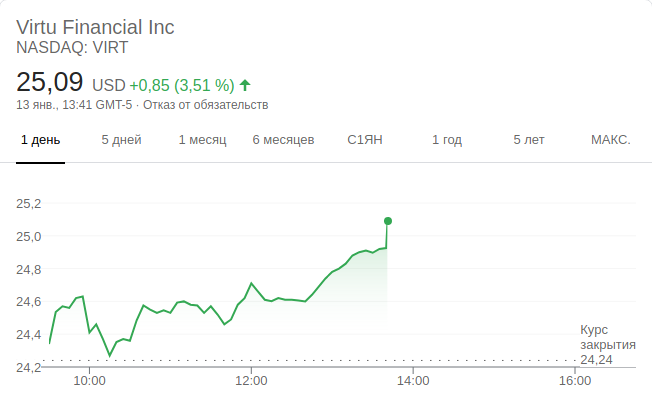 Virtu Financial Inc
NASDAQ: VIRT
25,09 USD +0,85 (3,51 %)
13 янв., 13:41 GMT-5 · Отказ от обязательств
1 день 5 дней 1 месяц 6 месяцев С1ЯН 1 год 5 лет МАКС.
25,2
25,0
24,8
24,6
24,4
Курс
закрытия
24,24
24,2
10:00 12:00 14:00 16:00